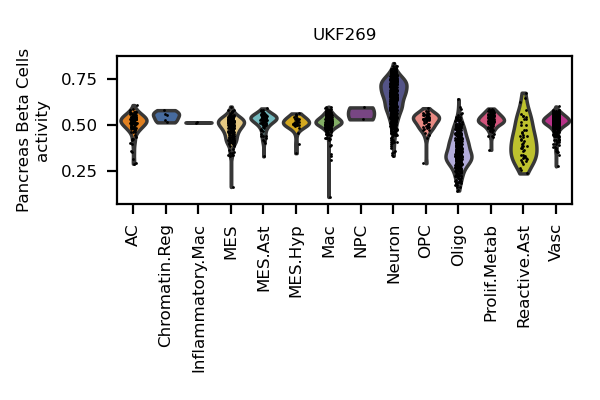 UKF269
Pancreas Beta Cells
activity
0.75
0.50
0.25
AC
Chromatin.Reg
Inflammatory.Mac
MES
MES.Ast
MES.Hyp
Mac
NPC
Neuron
OPC
Oligo
Prolif.Metab
Reactive.Ast
Vasc